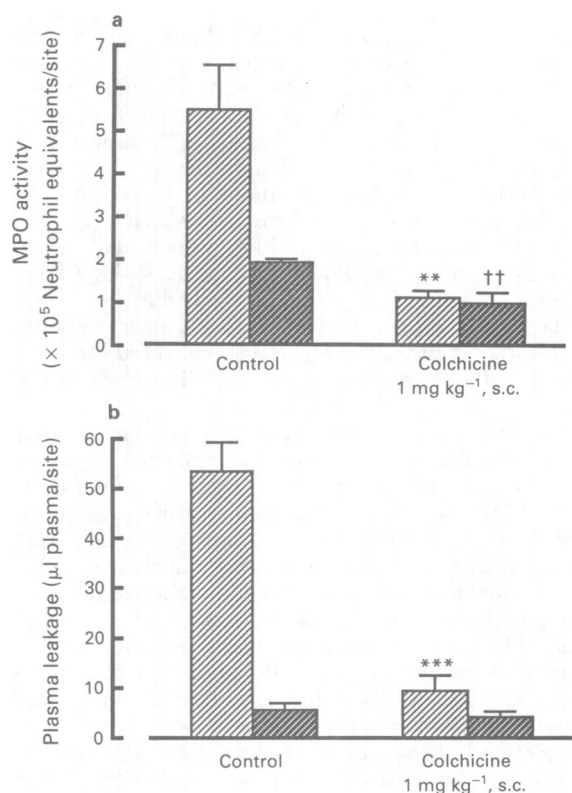 a
MPO activity
(× 10⁵ Neutrophil equivalents/site)
7
6
5
4
3
2
1
0
** ††
Control Colchicine
1 mg kg⁻¹, s.c.
b
Plasma leakage (µl plasma/site)
60
50
40
30
20
10
0
***
Control Colchicine
1 mg kg⁻¹, s.c.